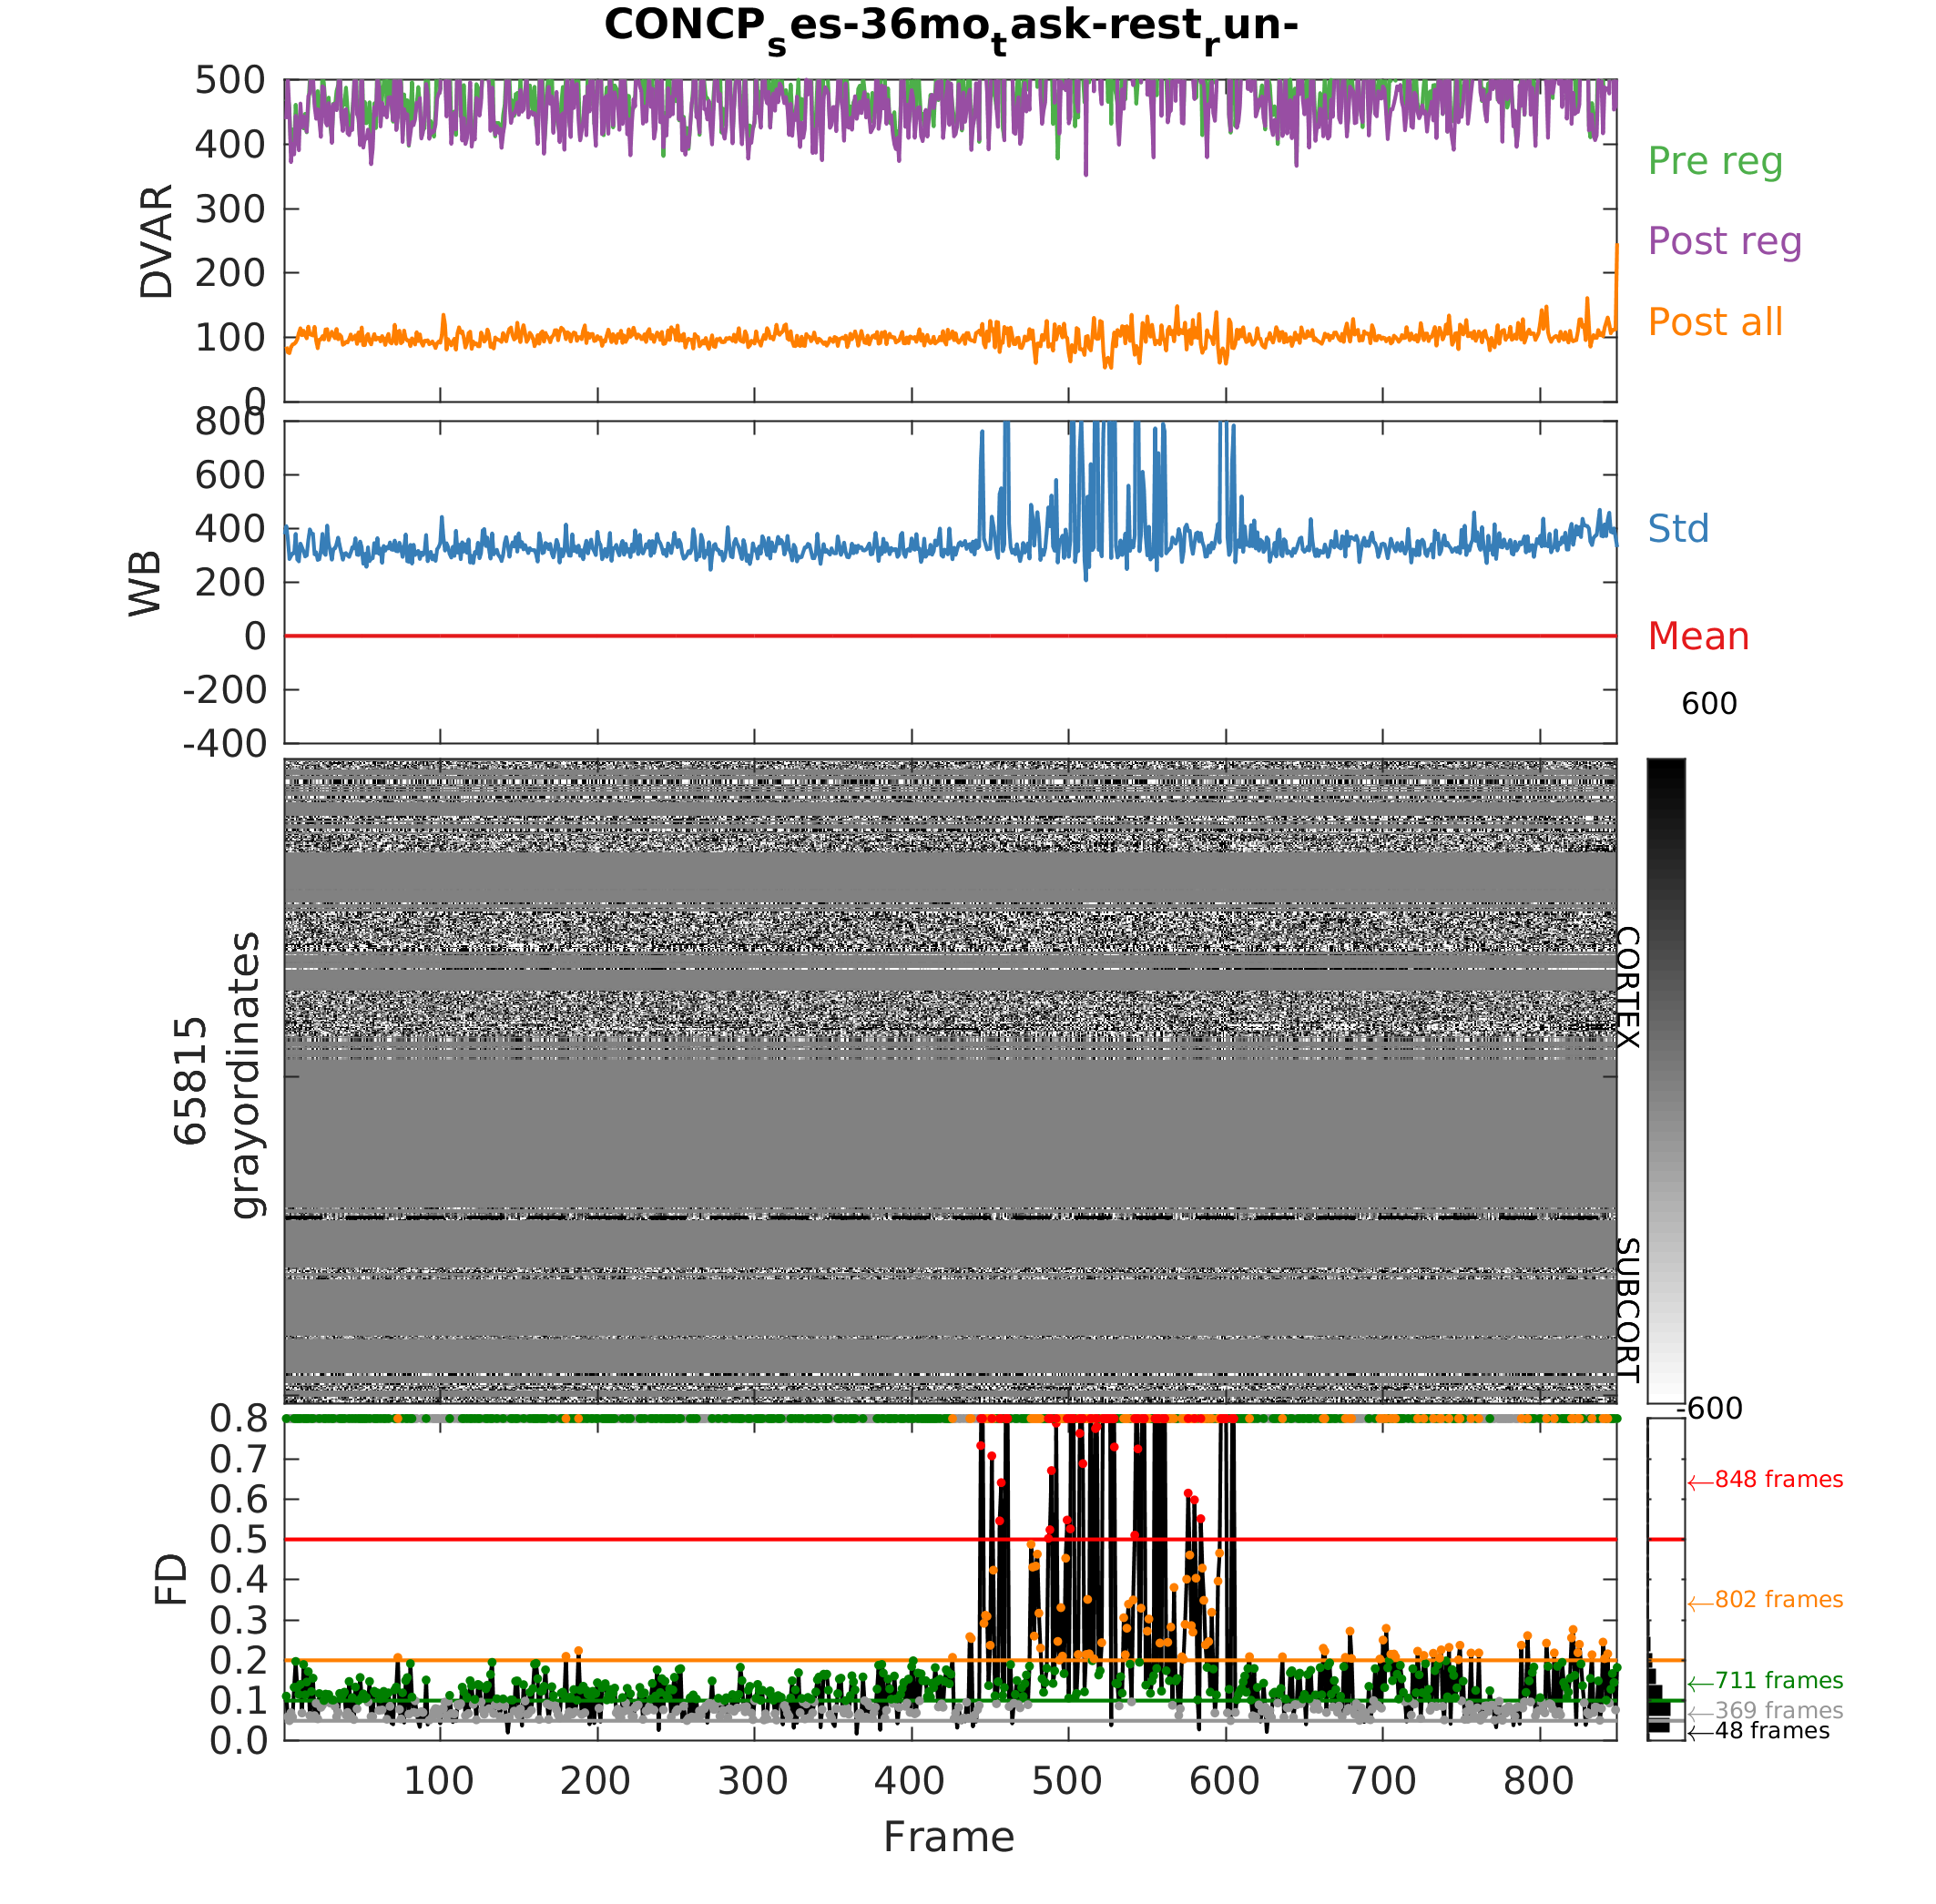 CONCPses-36motask-restrun-
500
400
300
200
100
0
DVAR
Pre reg
Post reg
Post all
800
600
400
200
0
-200
-400
WB
Std
Mean
600
65815
grayordinates
CORTEX
SUBCORT
-600
0.8
0.7
0.6
0.5
0.4
0.3
0.2
0.1
0.0
FD
←848 frames
←802 frames
←711 frames
←369 frames
←48 frames
100 200 300 400 500 600 700 800
Frame